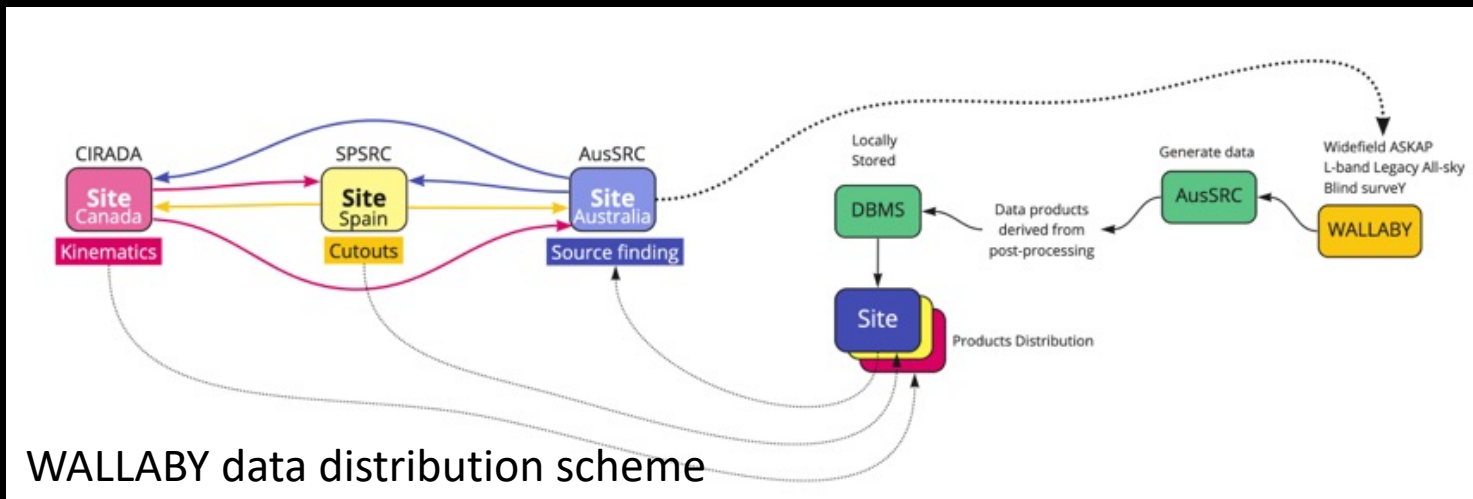 CIRADA
Site
Canada
Kinematics
SPSRC
Site
Spain
Cutouts
AusSRC
Site
Australia
Source finding
Locally
Stored
DBMS
Site
Products Distribution
Data products
derived from
post-processing
Generate data
AusSRC
Widefield ASKAP
L-band Legacy All-sky
Blind surveY
WALLABY
WALLABY data distribution scheme